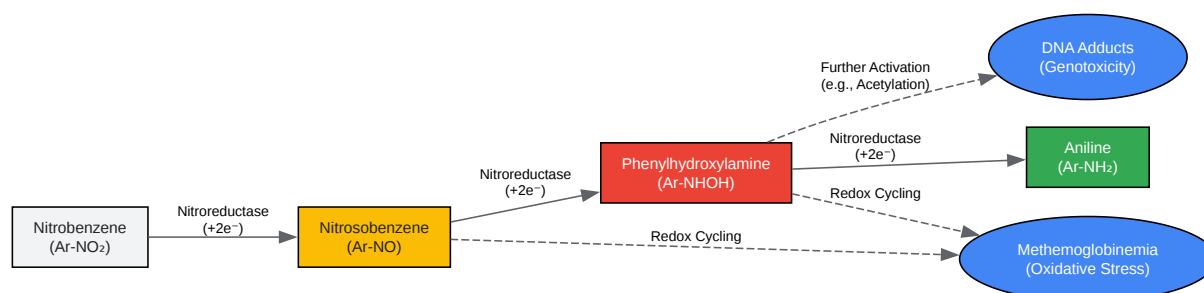 Nitrobenzene
(Ar-NO₂)
Nitroreductase
(+2e⁻)
Nitrosobenzene
(Ar-NO)
Nitroreductase
(+2e⁻)
Redox Cycling
Phenylhydroxylamine
(Ar-NHOH)
Further Activation
(e.g., Acetylation)
Nitroreductase
(+2e⁻)
Redox Cycling
DNA Adducts
(Genotoxicity)
Aniline
(Ar-NH₂)
Methemoglobinemia
(Oxidative Stress)